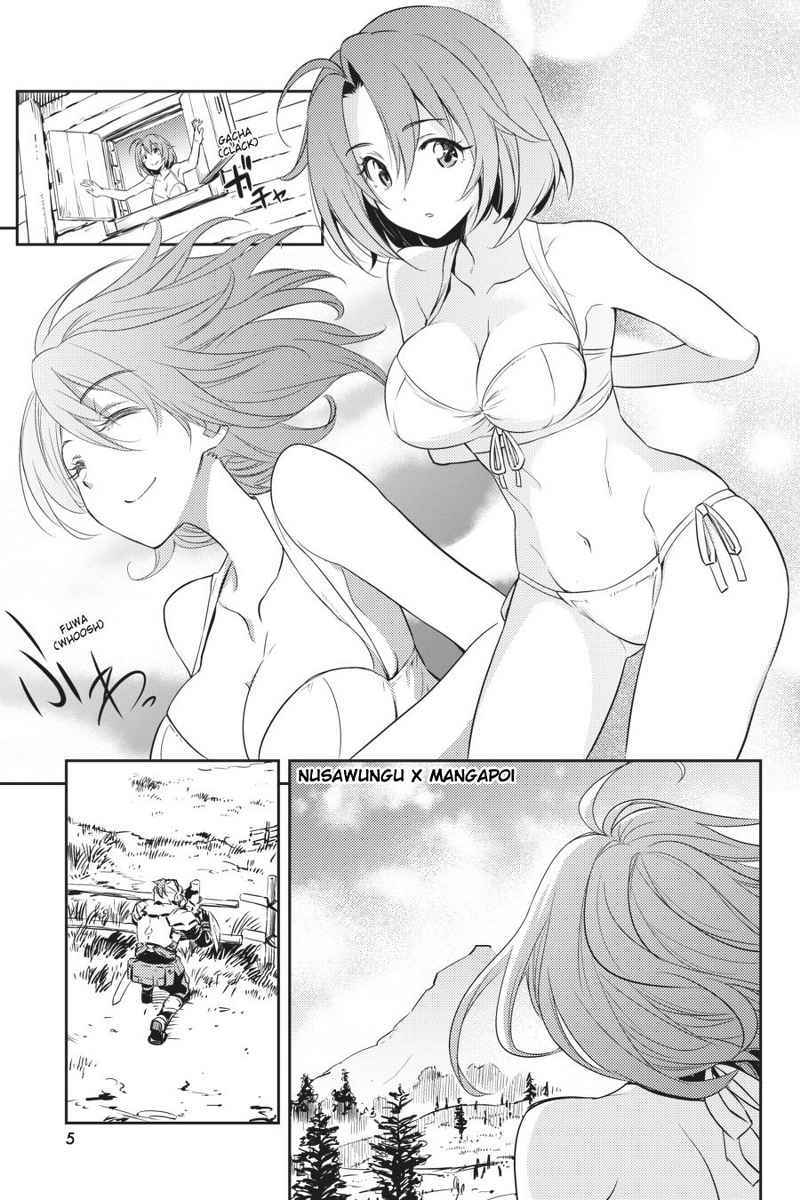 GACHA
(CLACK)
ガチャ
FUWA
(WHOOSH)
ふわっ
NUSAWUNGU X MANGAPOI
5